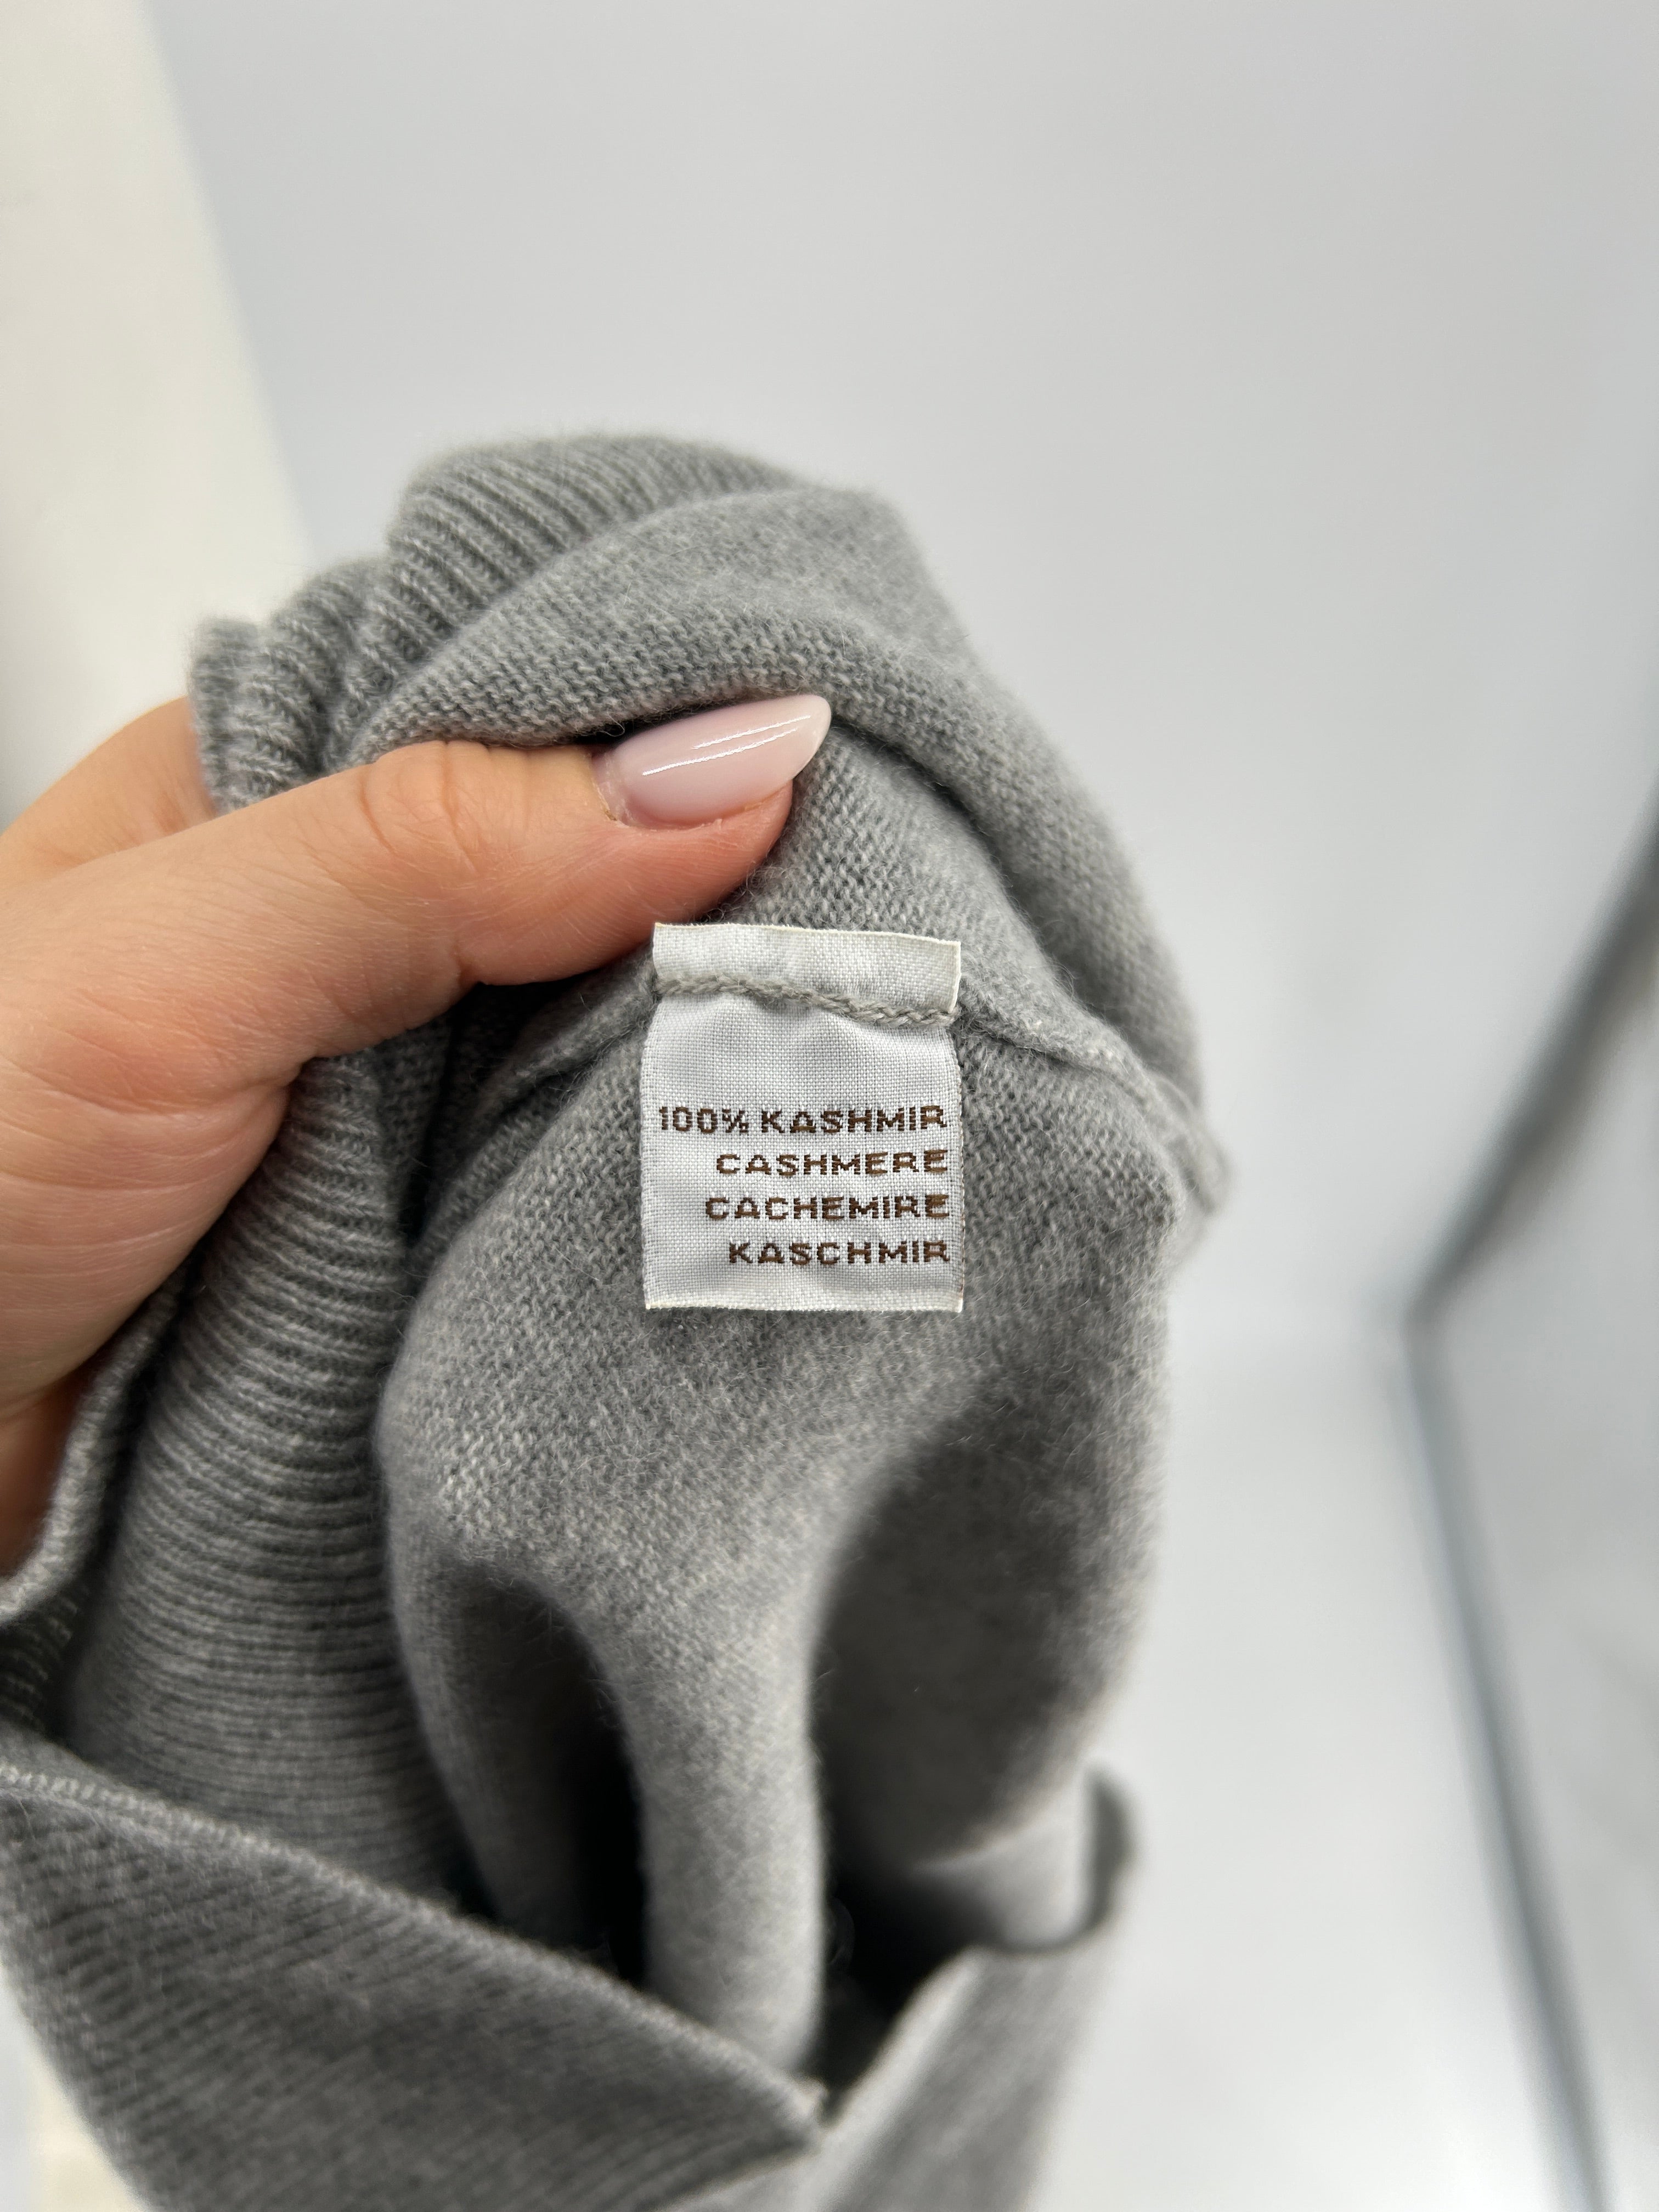 100% KASHMIR
CASHMERE
CACHEMIRE
KASCHMIR